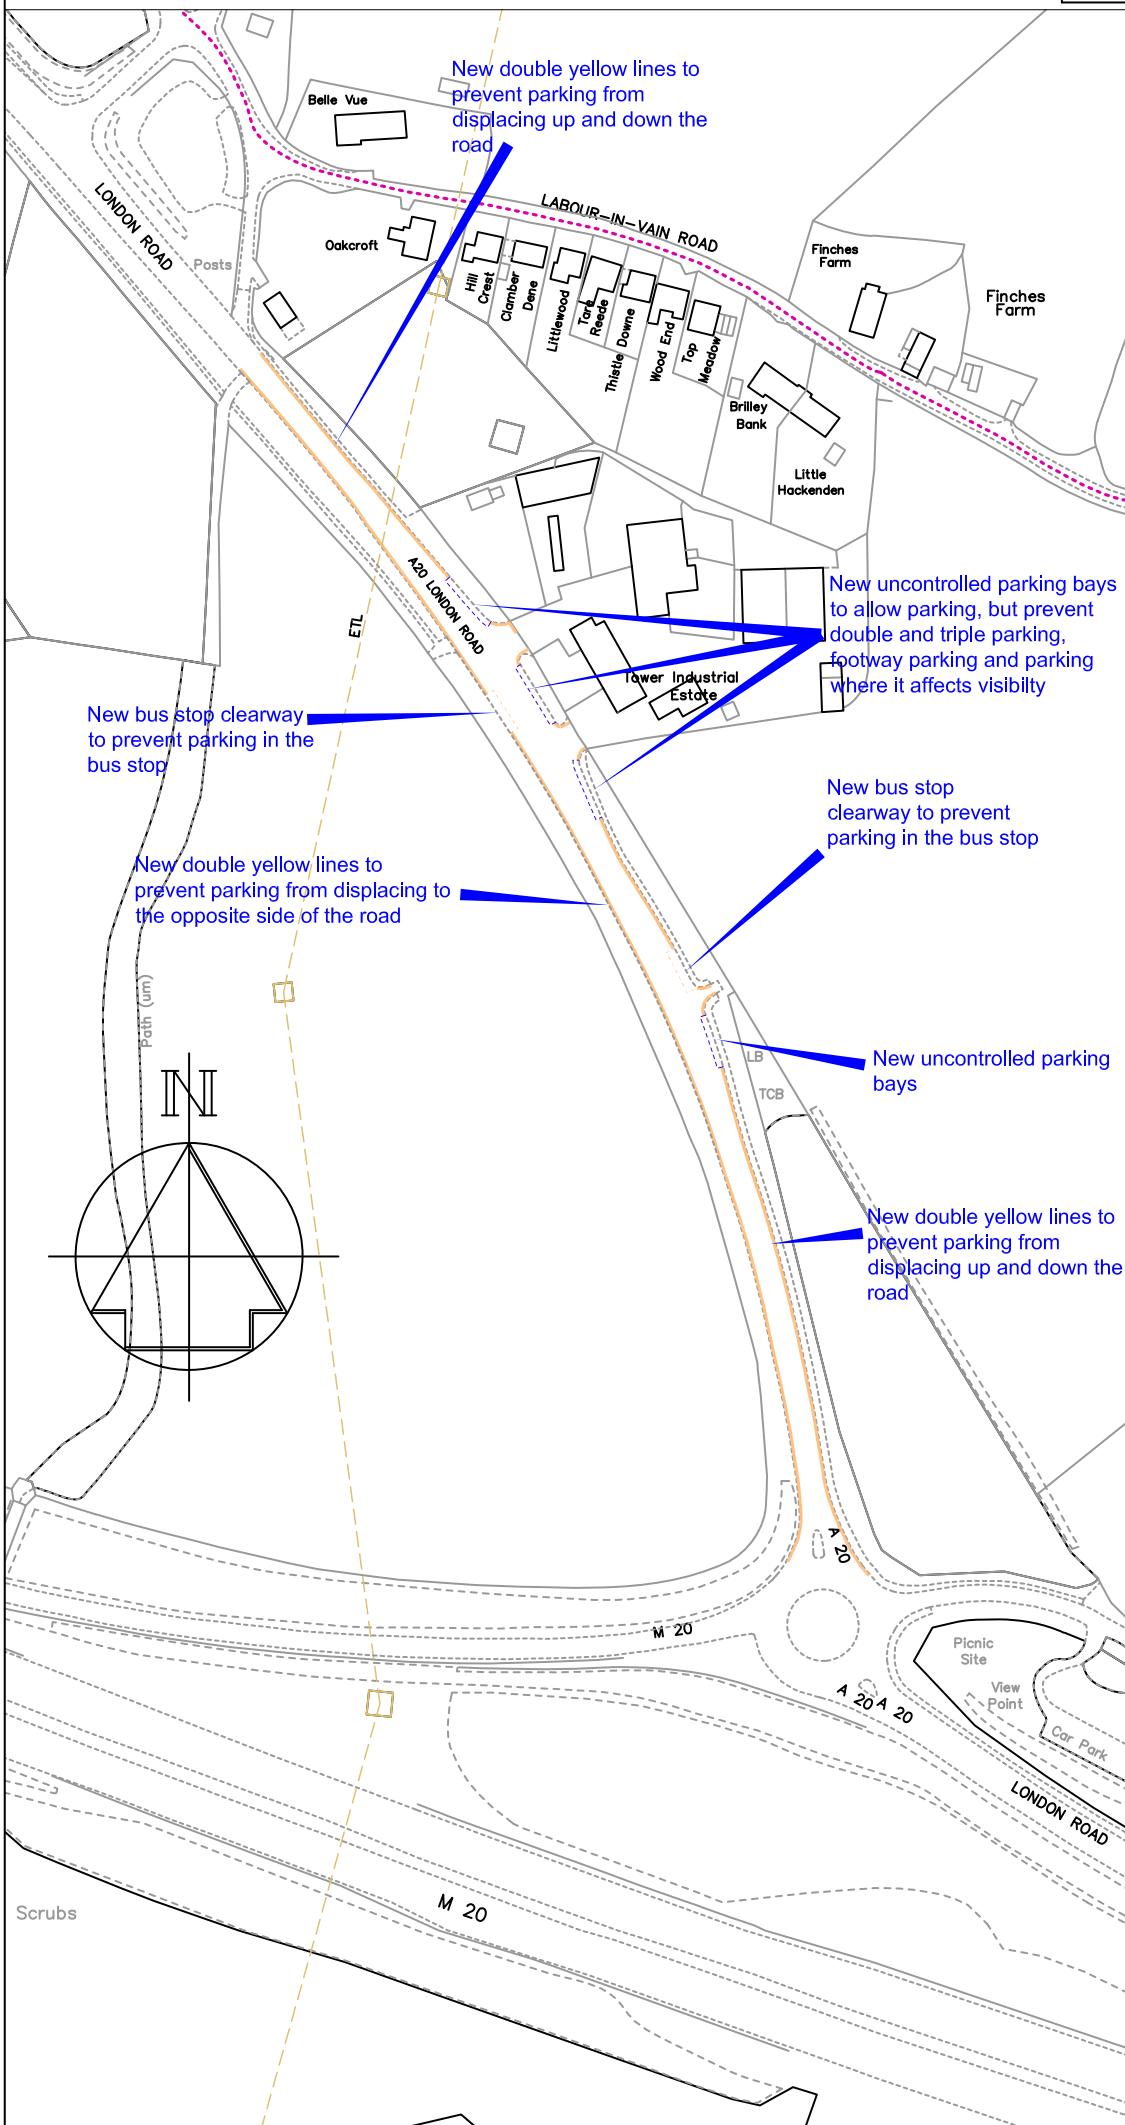 New double yellow lines to
prevent parking from
displacing up and down the
road
Belle Vue
LONDON ROAD
Posts
Oakcroft
LABOUR-IN-VAIN ROAD
Hill
Crest
Clamber
Dene
Littlewood
Tare
Reede
Thistle Downe
Wood End
Top
Meadow
Finches
Farm
Finches
Farm
Brilley
Bank
Little
Hackenden
A20 LONDON ROAD
ETL
New uncontrolled parking bays
to allow parking, but prevent
double and triple parking,
footway parking and parking
where it affects visibilty
Tower Industrial
Estate
New bus stop clearway
to prevent parking in the
bus stop
New bus stop
clearway to prevent
parking in the bus stop
New double yellow lines to
prevent parking from displacing to
the opposite side of the road
Path (um)
N
LB
TCB
New uncontrolled parking
bays
New double yellow lines to
prevent parking from
displacing up and down the
road
A 20
M 20
Picnic
Site
View
Point
Car Park
A 20
A 20
LONDON ROAD
M 20
Scrubs